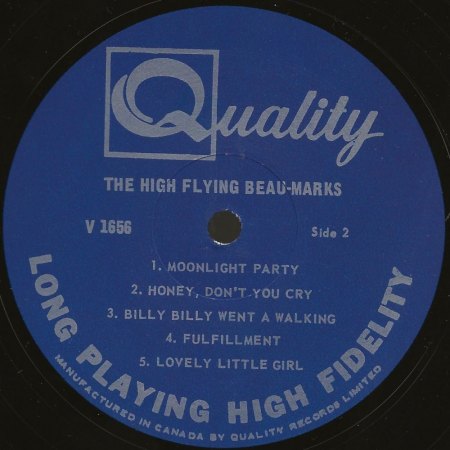 Quality
THE HIGH FLYING BEAU-MARKS
V 1656
Side 2
1. MOONLIGHT PARTY
2. HONEY, DON'T YOU CRY
3. BILLY BILLY WENT A WALKING
4. FULFILLMENT
5. LOVELY LITTLE GIRL
LONG PLAYING HIGH FIDELITY
MANUFACTURED IN CANADA BY QUALITY RECORDS LIMITED